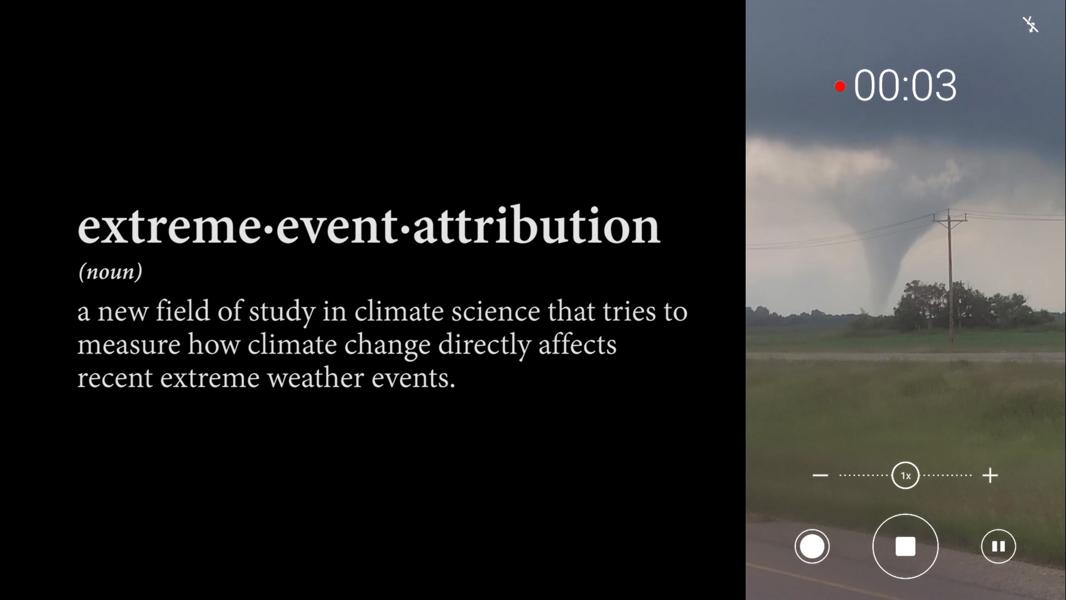 extreme·event·attribution
(noun)
a new field of study in climate science that tries to
measure how climate change directly affects
recent extreme weather events.
00:03
1x